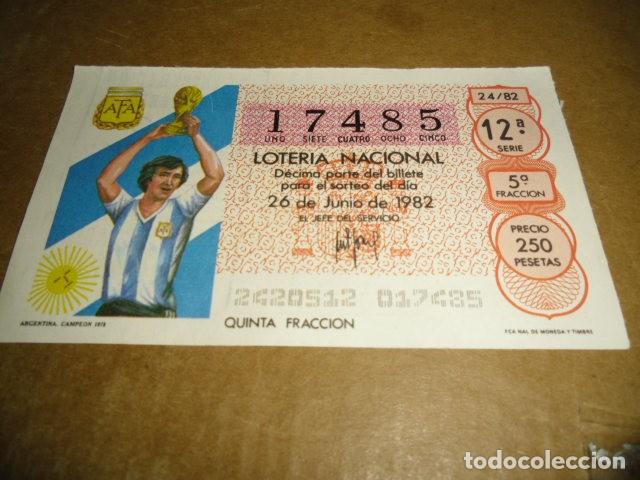 AFA
17485
UNO SIETE CUATRO OCHO CINCO
LOTERIA NACIONAL
Décima parte del billete
para el sorteo del día
26 de Junio de 1982
EL JEFE DEL SERVICIO
2420512 017485
QUINTA FRACCION
ARGENTINA. CAMPEON 1978
24/82
12ª
SERIE
5ª
FRACCION
PRECIO
250
PESETAS
FCA NAL DE MONEDA Y TIMBRE
todocoleccion.net